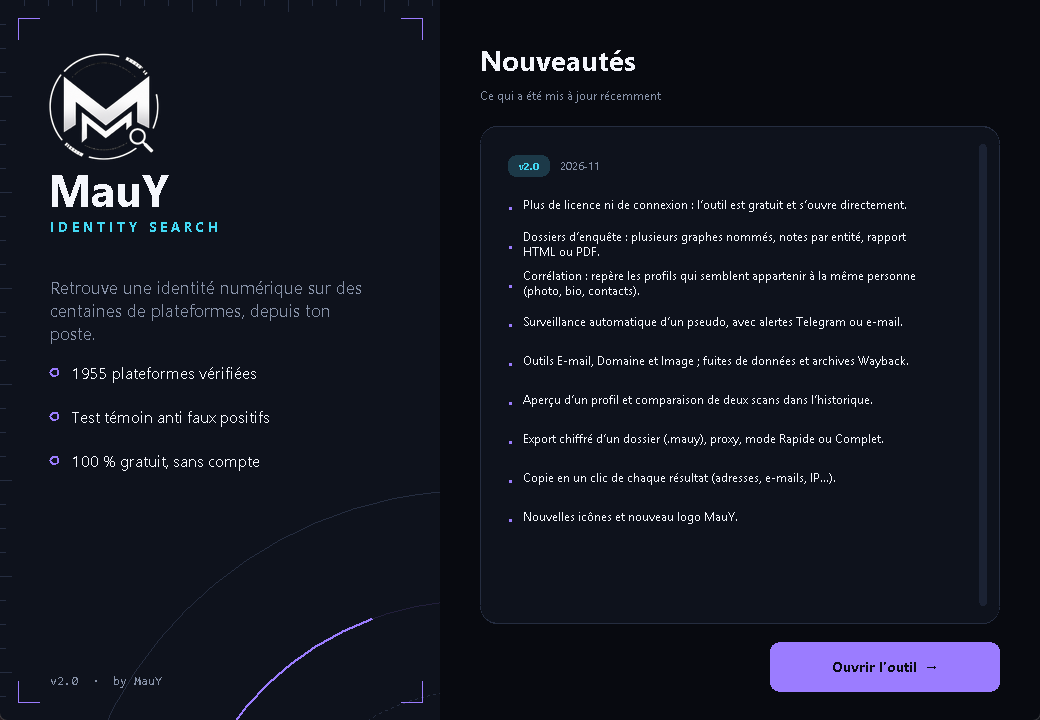 MauY
IDENTITY SEARCH
Retrouve une identité numérique sur des
centaines de plateformes, depuis ton
poste.
1955 plateformes vérifiées
Test témoin anti faux positifs
100 % gratuit, sans compte
v2.0 · by MauY
Nouveautés
Ce qui a été mis à jour récemment
v2.0 2026-11
Plus de licence ni de connexion : l'outil est gratuit et s'ouvre directement.
Dossiers d'enquête : plusieurs graphes nommés, notes par entité, rapport
HTML ou PDF.
Corrélation : repère les profils qui semblent appartenir à la même personne
(photo, bio, contacts).
Surveillance automatique d'un pseudo, avec alertes Telegram ou e-mail.
Outils E-mail, Domaine et Image ; fuites de données et archives Wayback.
Aperçu d'un profil et comparaison de deux scans dans l'historique.
Export chiffré d'un dossier (.mauy), proxy, mode Rapide ou Complet.
Copie en un clic de chaque résultat (adresses, e-mails, IP...).
Nouvelles icônes et nouveau logo MauY.
Ouvrir l'outil →